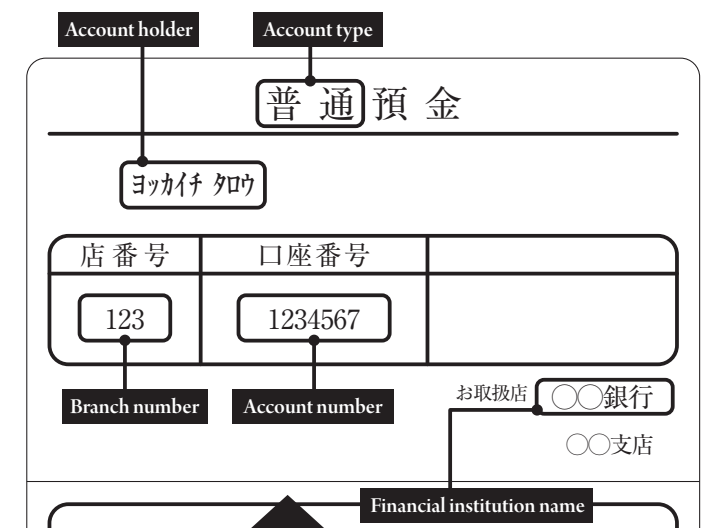 Account holder
Account type
普通預金
ﾖｯｶｲﾁ ﾀﾛｳ
店番号
口座番号
123
1234567
Branch number
Account number
お取扱店
○○銀行
○○支店
Financial institution name